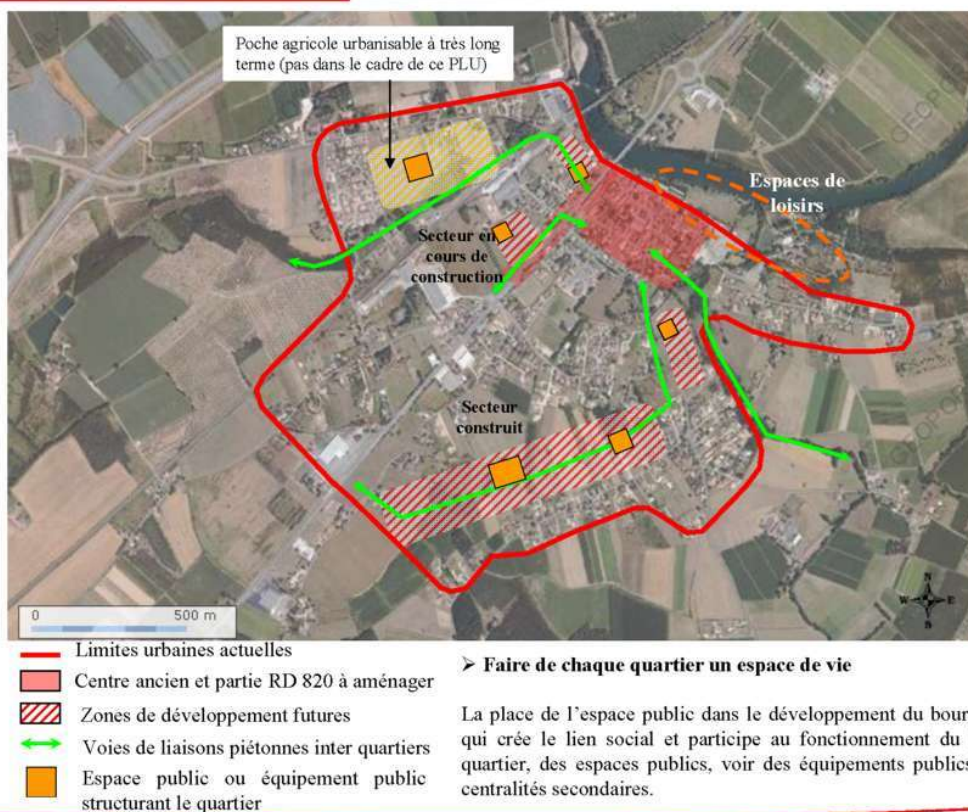 Poche agricole urbanisable à très long
terme (pas dans le cadre de ce PLU)
Espaces de
loisirs
Secteur en
cours de
construction
Secteur
construit
0 500 m
N
W E
S
Limites urbaines actuelles
Centre ancien et partie RD 820 à aménager
Zones de développement futures
Voies de liaisons piétonnes inter quartiers
Espace public ou équipement public
structurant le quartier
➢ Faire de chaque quartier un espace de vie
La place de l'espace public dans le développement du bour
qui crée le lien social et participe au fonctionnement du
quartier, des espaces publics, voir des équipements publics
centralités secondaires.